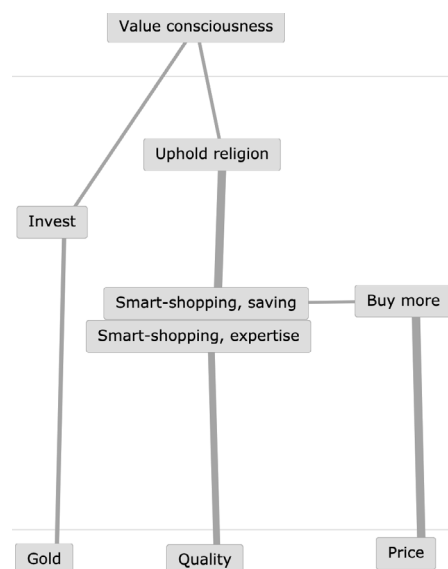 Value consciousness
Uphold religion
Invest
Smart-shopping, saving
Buy more
Smart-shopping, expertise
Gold
Quality
Price